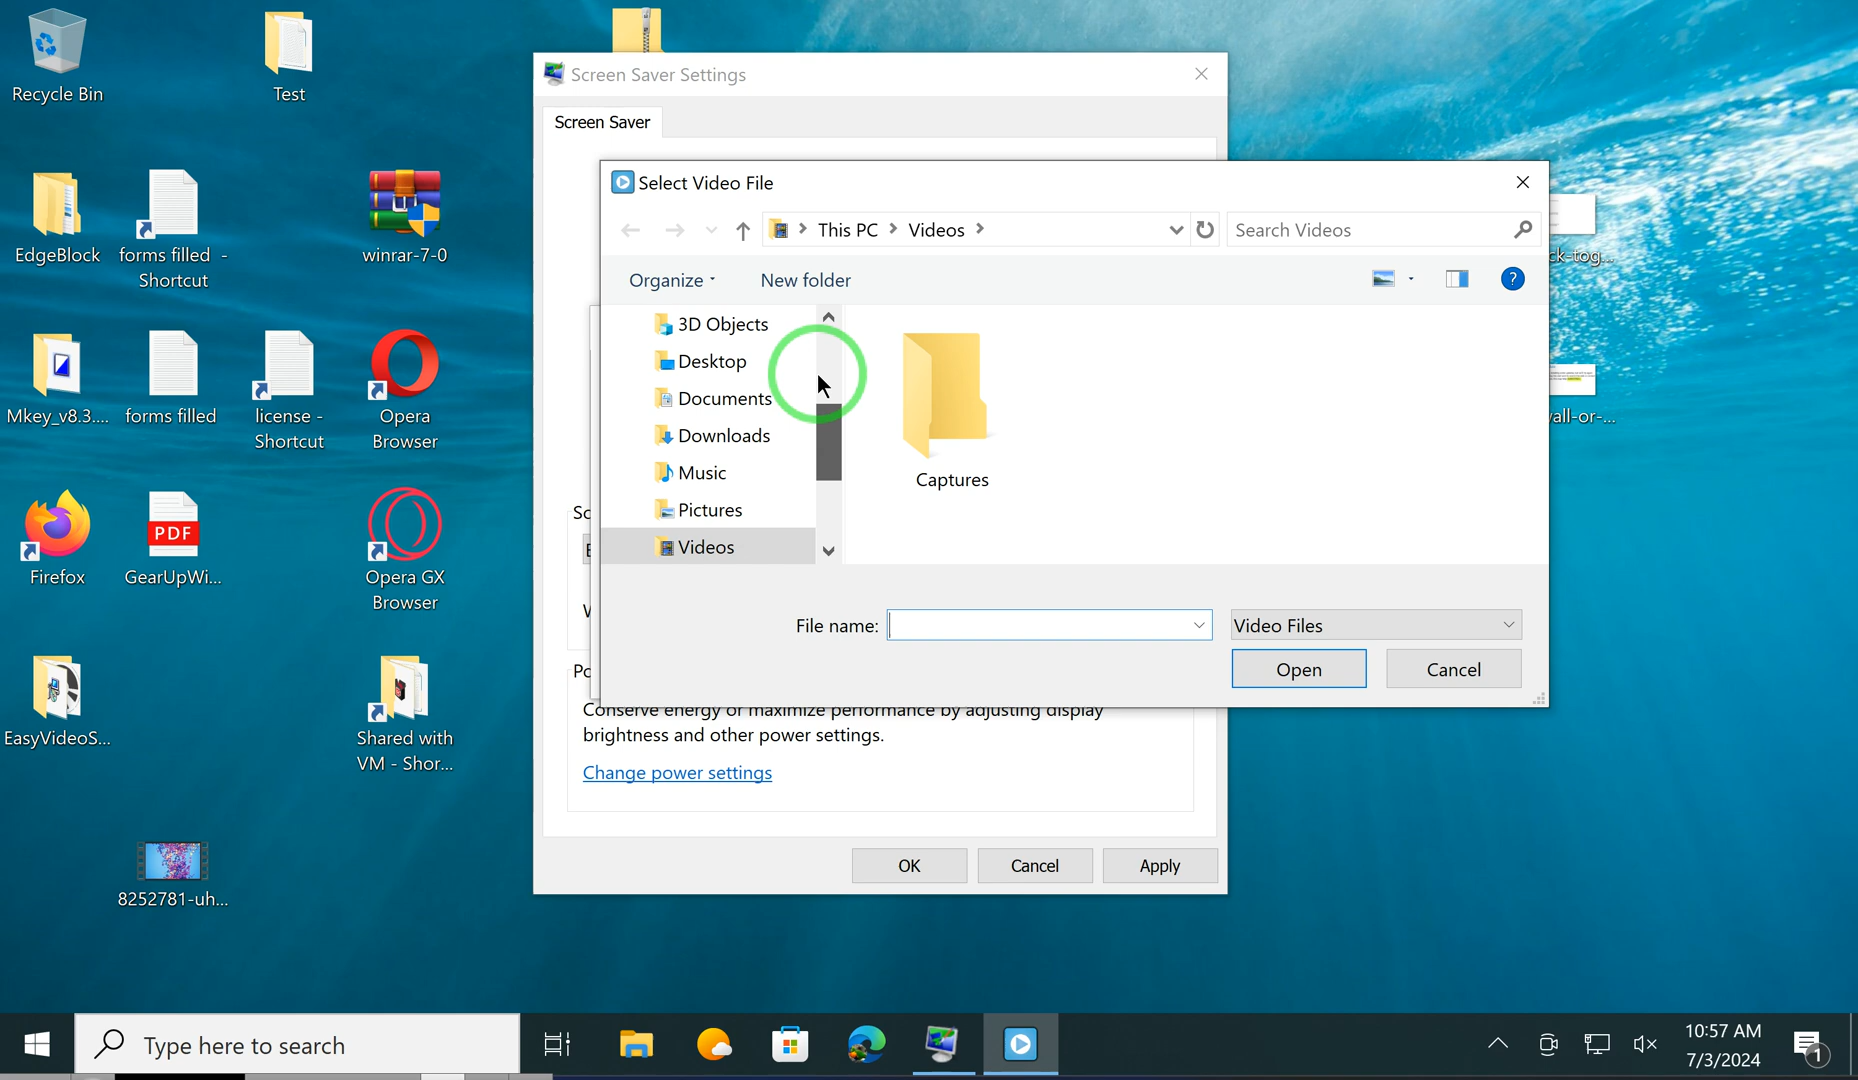 Recycle Bin
Test
EdgeBlock
forms filled -
Shortcut
winrar-7-0
Mkey_v8.3....
forms filled
license -
Shortcut
Opera
Browser
Firefox
PDF
GearUpWi...
Opera GX
Browser
EasyVideoS...
Shared with
VM - Shor...
8252781-uh...
Screen Saver Settings
Screen Saver
Select Video File
This PC
Videos
Search Videos
Organize
New folder
?
3D Objects
Desktop
Documents
Downloads
Music
Pictures
Videos
Captures
File name:
Video Files
Open
Cancel
Conserve energy or maximize performance by adjusting display
brightness and other power settings.
Change power settings
OK
Cancel
Apply
Type here to search
10:57 AM
7/3/2024
1